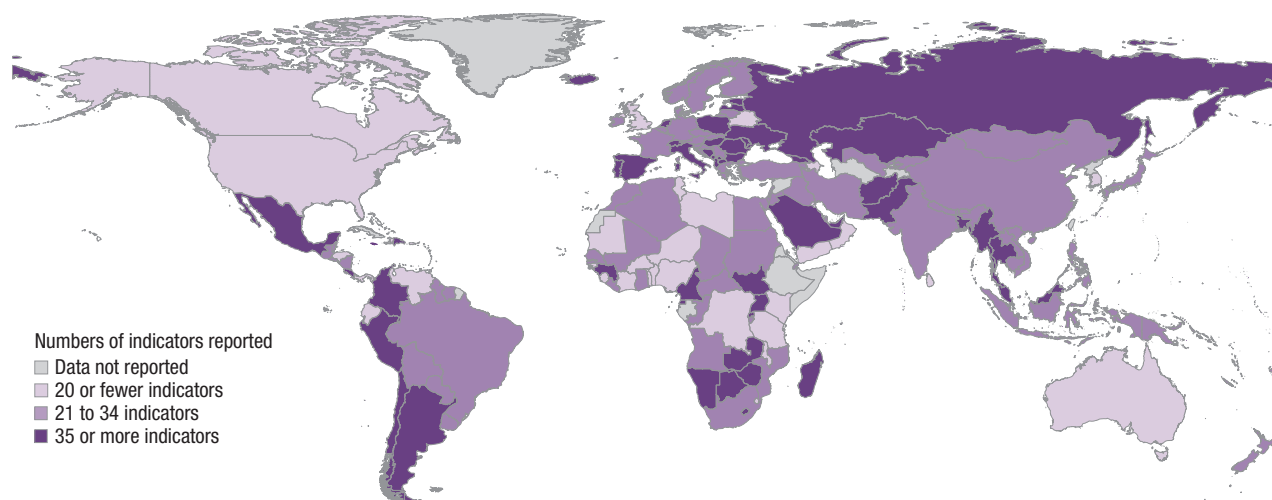 Numbers of indicators reported
Data not reported
20 or fewer indicators
21 to 34 indicators
35 or more indicators